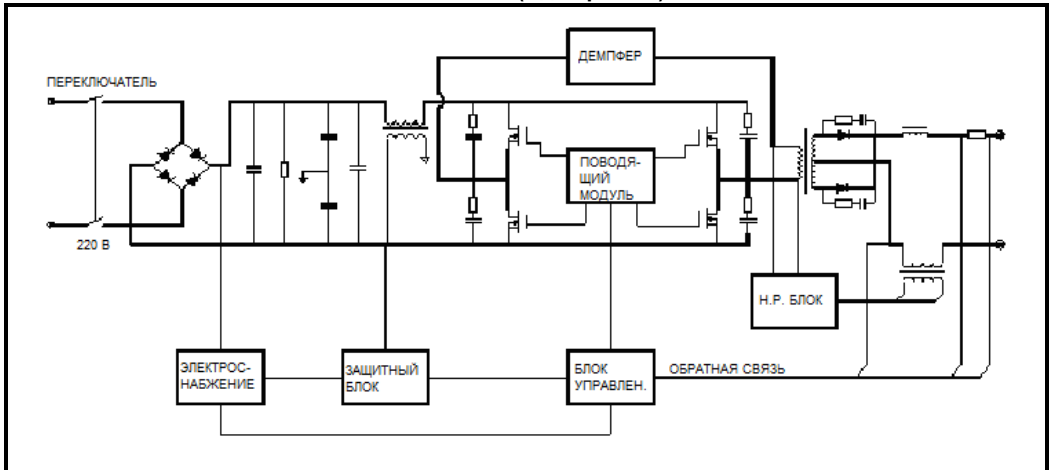 ДЕМПФЕР
ПЕРЕКЛЮЧАТЕЛЬ
ПОВОДЯ-
ЩИЙ
МОДУЛЬ
220 В
Н.Р. БЛОК
ЭЛЕКТРОС-
НАБЖЕНИЕ
ЗАЩИТНЫЙ
БЛОК
БЛОК
УПРАВЛЕН.
ОБРАТНАЯ СВЯЗЬ